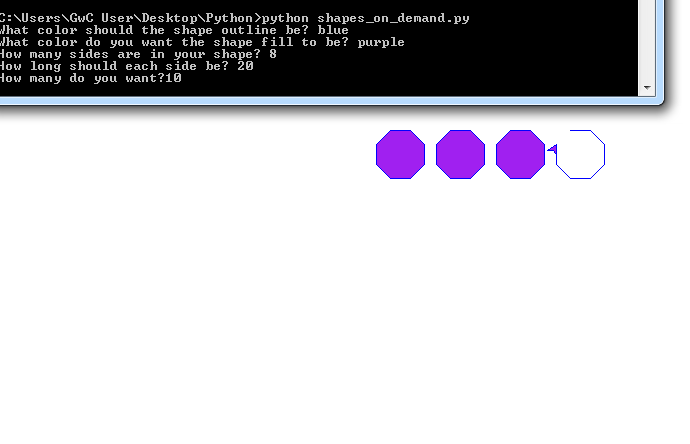 C:\Users\GwC User\Desktop\Python>python shapes_on_demand.py
What color should the shape outline be? blue
What color do you want the shape fill to be? purple
How many sides are in your shape? 8
How long should each side be? 20
How many do you want?10